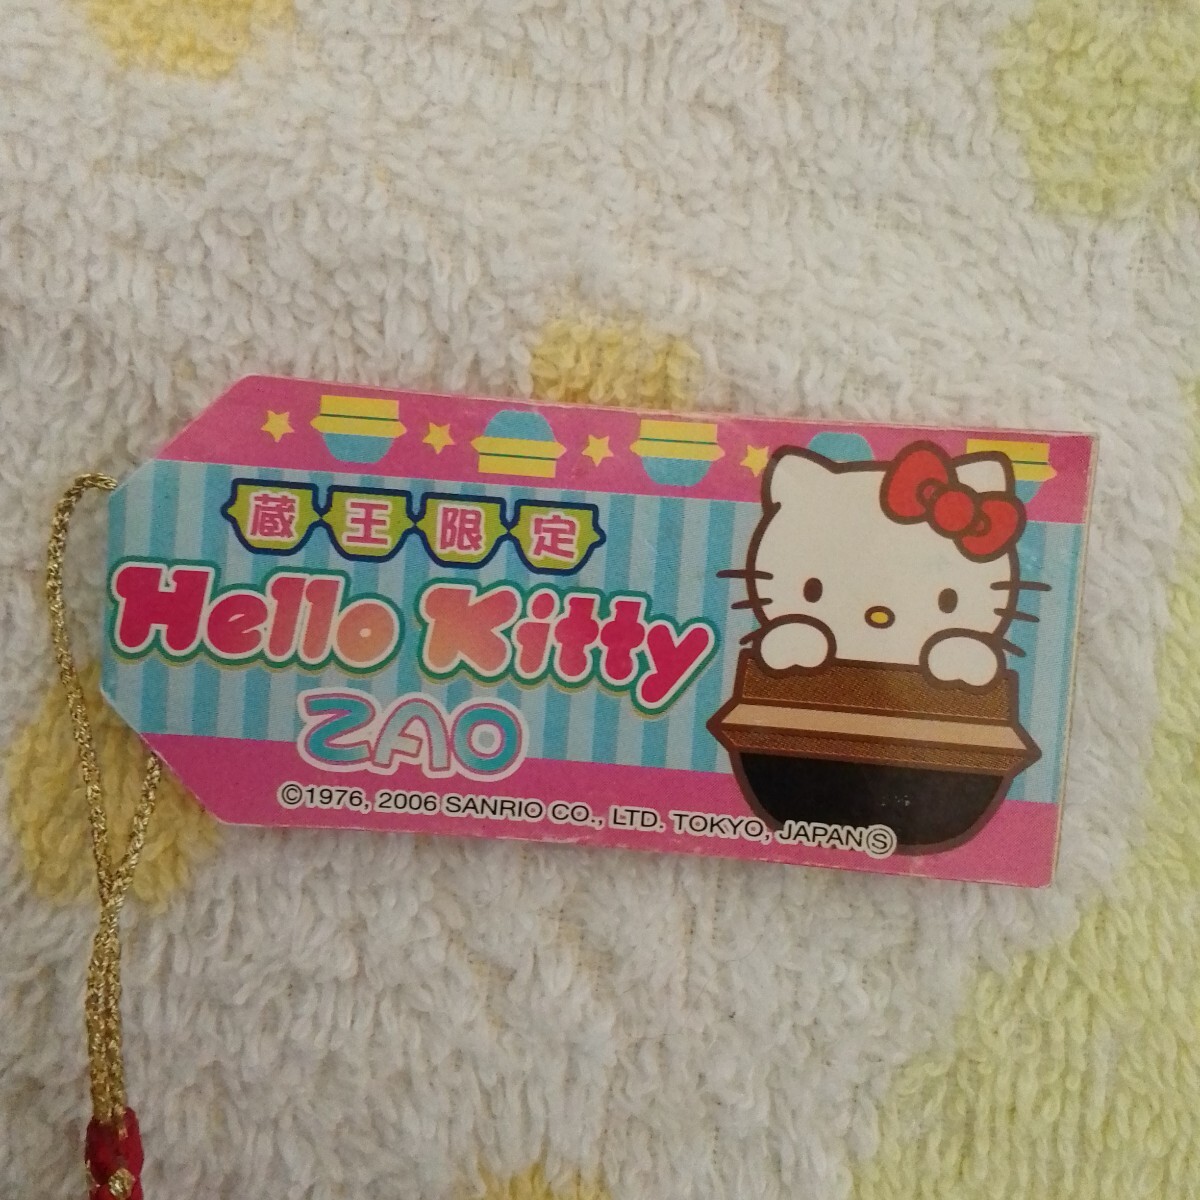 蔵王限定
Hello Kitty
ZAO
©1976, 2006 SANRIO CO., LTD. TOKYO, JAPAN Ⓢ